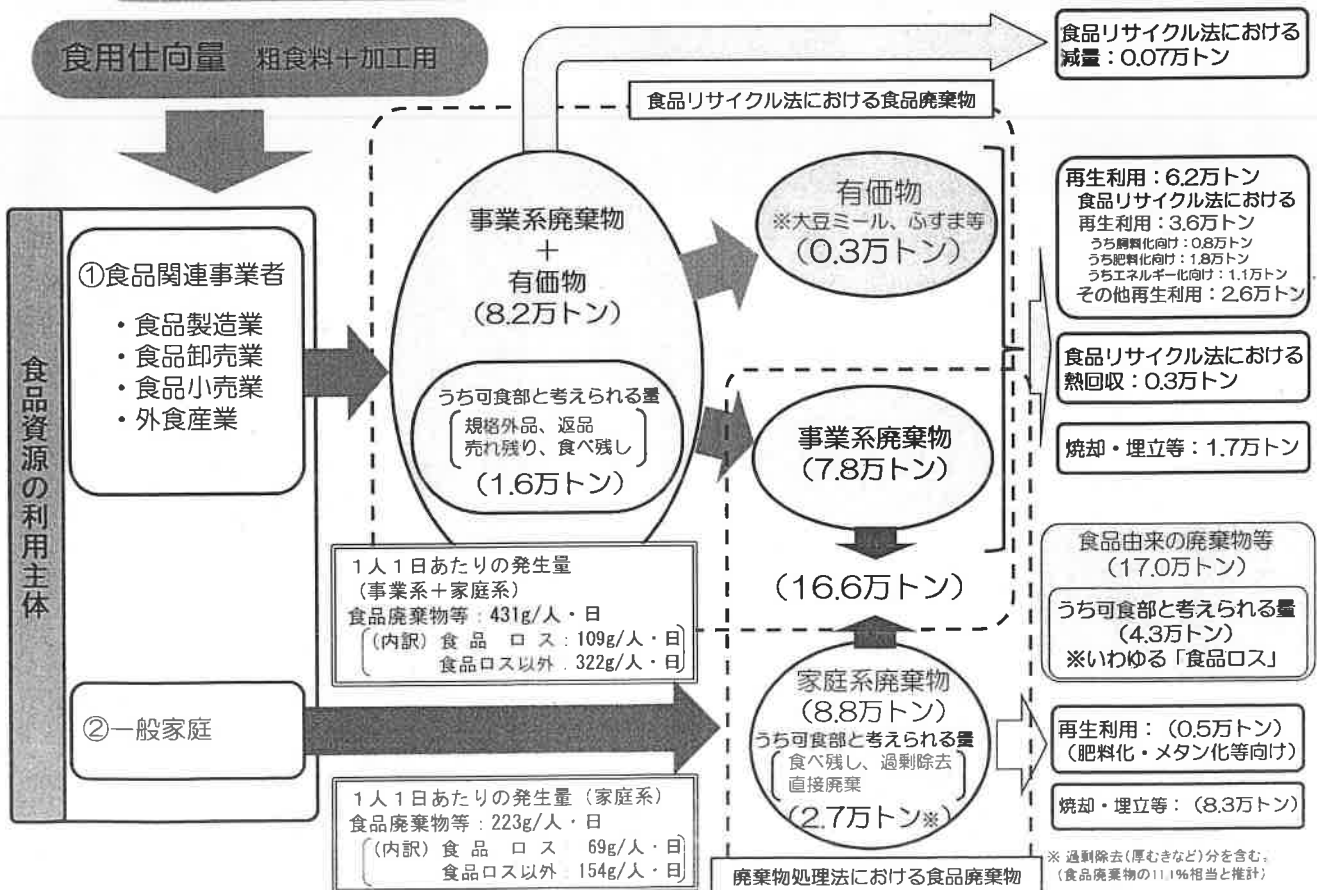 食用仕向量 粗食料+加工用
食品リサイクル法における
減量:0.07万トン
食品リサイクル法における食品廃棄物
食品資源の利用主体
①食品関連事業者
・食品製造業
・食品卸売業
・食品小売業
・外食産業
②一般家庭
事業系廃棄物
+
有価物
(8.2万トン)
うち可食部と考えられる量
規格外品、返品
売れ残り、食べ残し
(1.6万トン)
有価物
※大豆ミール、ふすま等
(0.3万トン)
事業系廃棄物
(7.8万トン)
(16.6万トン)
家庭系廃棄物
(8.8万トン)
うち可食部と考えられる量
食べ残し、過剰除去
直接廃棄
(2.7万トン※)
廃棄物処理法における食品廃棄物
1人1日あたりの発生量
(事業系+家庭系)
食品廃棄物等:431g/人・日
(内訳)食品ロス:109g/人・日
食品ロス以外:322g/人・日
1人1日あたりの発生量(家庭系)
食品廃棄物等:223g/人・日
(内訳)食品ロス 69g/人・日
食品ロス以外:154g/人・日
再生利用:6.2万トン
食品リサイクル法における
再生利用:3.6万トン
うち飼料化向け:0.8万トン
うち肥料化向け:1.8万トン
うちエネルギー化向け:1.1万トン
その他再生利用:2.6万トン
食品リサイクル法における
熱回収:0.3万トン
焼却・埋立等:1.7万トン
食品由来の廃棄物等
(17.0万トン)
うち可食部と考えられる量
(4.3万トン)
※いわゆる「食品ロス」
再生利用:(0.5万トン)
(肥料化・メタン化等向け)
焼却・埋立等:(8.3万トン)
※ 過剰除去(厚むきなど)分を含む。
(食品廃棄物の11.1%相当と推計)